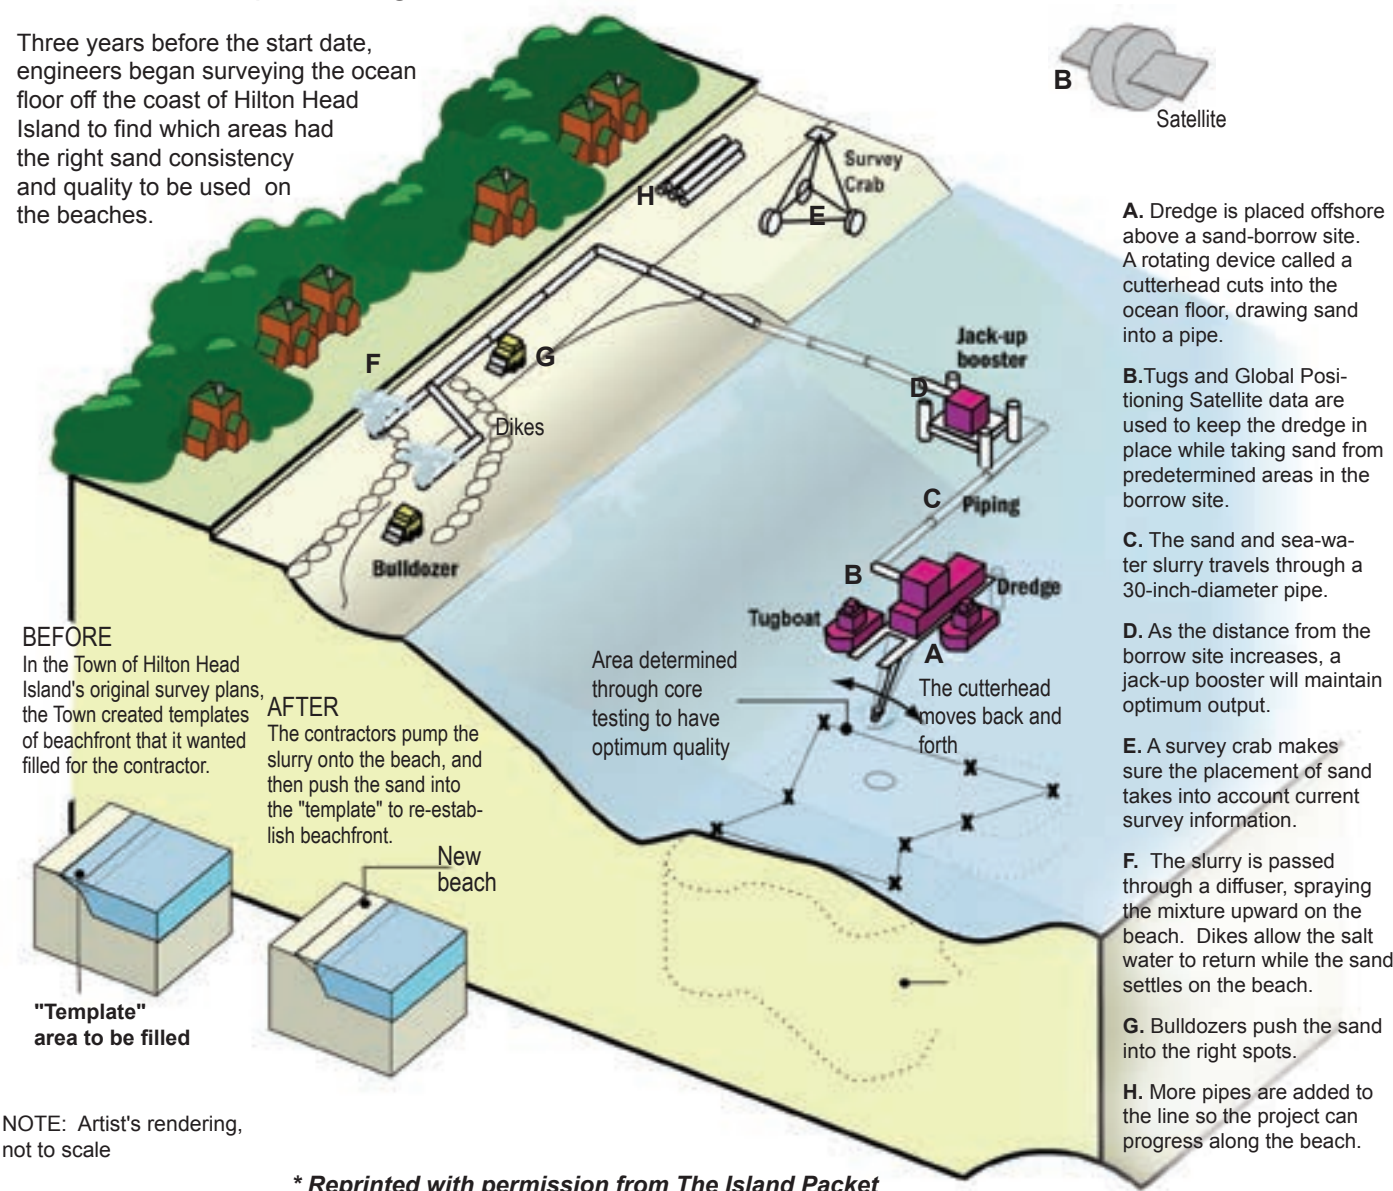 Three years before the start date,
engineers began surveying the ocean
floor off the coast of Hilton Head
Island to find which areas had
the right sand consistency
and quality to be used on
the beaches.
B
Satellite
Survey
Crab
H
E
Jack-up
booster
F
G
D
Dikes
C
Piping
Bulldozer
B
Dredge
Tugboat
A
Area determined
through core
testing to have
optimum quality
The cutterhead
moves back and
forth
X
X
X
X
X
X
X
X
BEFORE
In the Town of Hilton Head
Island's original survey plans,
the Town created templates
of beachfront that it wanted
filled for the contractor.
AFTER
The contractors pump the
slurry onto the beach, and
then push the sand into
the "template" to re-estab-
lish beachfront.
New
beach
"Template"
area to be filled
A. Dredge is placed offshore
above a sand-borrow site.
A rotating device called a
cutterhead cuts into the
ocean floor, drawing sand
into a pipe.
B.Tugs and Global Posi-
tioning Satellite data are
used to keep the dredge in
place while taking sand from
predetermined areas in the
borrow site.
C. The sand and sea-wa-
ter slurry travels through a
30-inch-diameter pipe.
D. As the distance from the
borrow site increases, a
jack-up booster will maintain
optimum output.
E. A survey crab makes
sure the placement of sand
takes into account current
survey information.
F. The slurry is passed
through a diffuser, spraying
the mixture upward on the
beach. Dikes allow the salt
water to return while the sand
settles on the beach.
G. Bulldozers push the sand
into the right spots.
H. More pipes are added to
the line so the project can
progress along the beach.
NOTE: Artist's rendering,
not to scale
* Reprinted with permission from The Island Packet